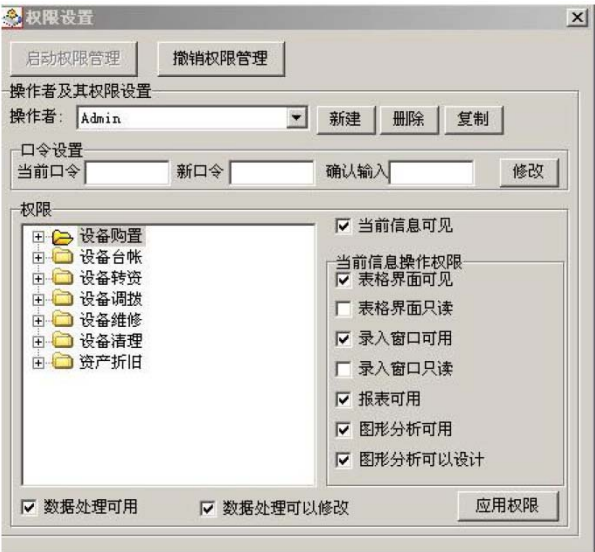 权限设置
启动权限管理 撤销权限管理
操作者及其权限设置
操作者: Admin 新建 删除 复制
口令设置
当前口令 新口令 确认输入 修改
权限
设备购置
设备台帐
设备转资
设备调拨
设备维修
设备清理
资产折旧
当前信息可见
当前信息操作权限
表格界面可见
表格界面只读
录入窗口可用
录入窗口只读
报表可用
图形分析可用
图形分析可以设计
数据处理可用 数据处理可以修改 应用权限